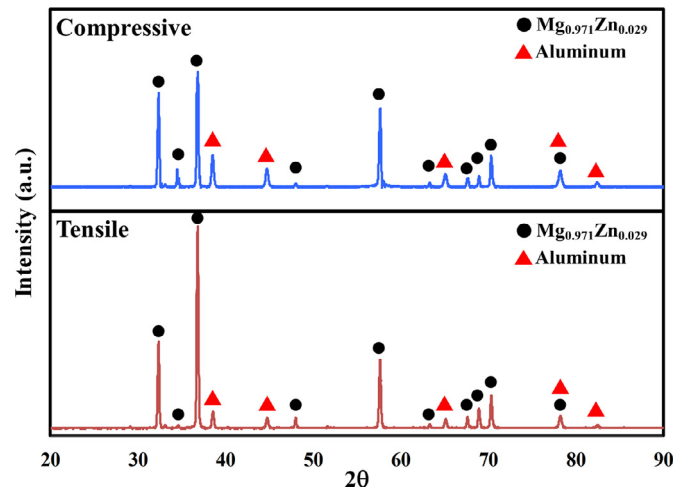 Compressive
Mg0.971Zn0.029
Aluminum
Tensile
Mg0.971Zn0.029
Aluminum
Intensity (a.u.)
20 30 40 50 60 70 80 90
2θ